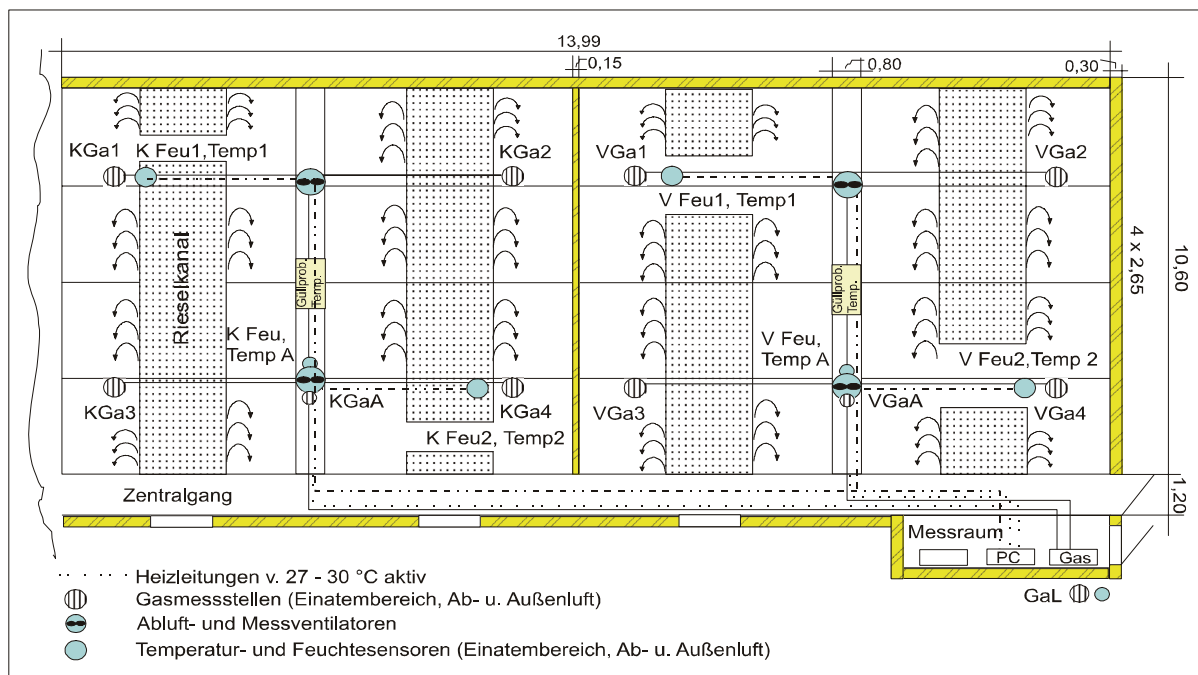 13,99
0,15
0,80
0,30
KGa1
K Feu1,Temp1
KGa2
VGa1
V Feu1, Temp1
VGa2
Rieselkanal
Güllprob.
Temp.
Güllprob.
Temp.
4 x 2,65
10,60
K Feu,
Temp A
V Feu,
Temp A
V Feu2,Temp 2
KGa3
KGaA
KGa4
K Feu2, Temp2
VGa3
VGaA
VGa4
Zentralgang
1,20
Messraum
PC
Gas
GaL
Heizleitungen v. 27 - 30 °C aktiv
Gasmessstellen (Einatembereich, Ab- u. Außenluft)
Abluft- und Messventilatoren
Temperatur- und Feuchtesensoren (Einatembereich, Ab- u. Außenluft)